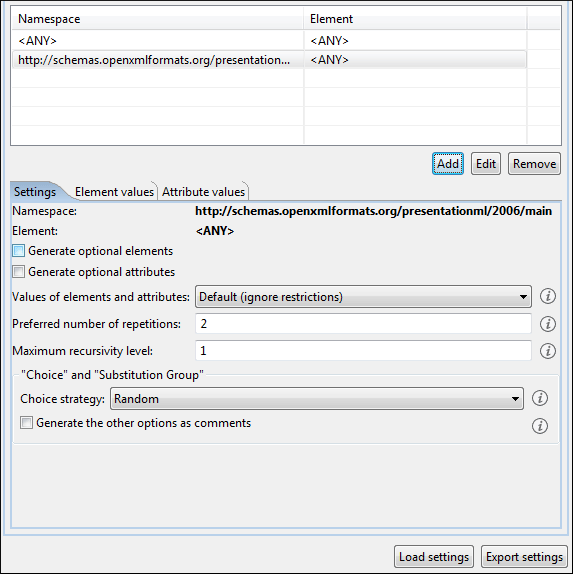 Namespace Element
<ANY> <ANY>
http://schemas.openxmlformats.org/presentation... <ANY>
Add Edit Remove
Settings Element values Attribute values
Namespace: http://schemas.openxmlformats.org/presentationml/2006/main
Element: <ANY>
Generate optional elements
Generate optional attributes
Values of elements and attributes: Default (ignore restrictions)
Preferred number of repetitions: 2
Maximum recursivity level: 1
"Choice" and "Substitution Group"
Choice strategy: Random
Generate the other options as comments
Load settings Export settings